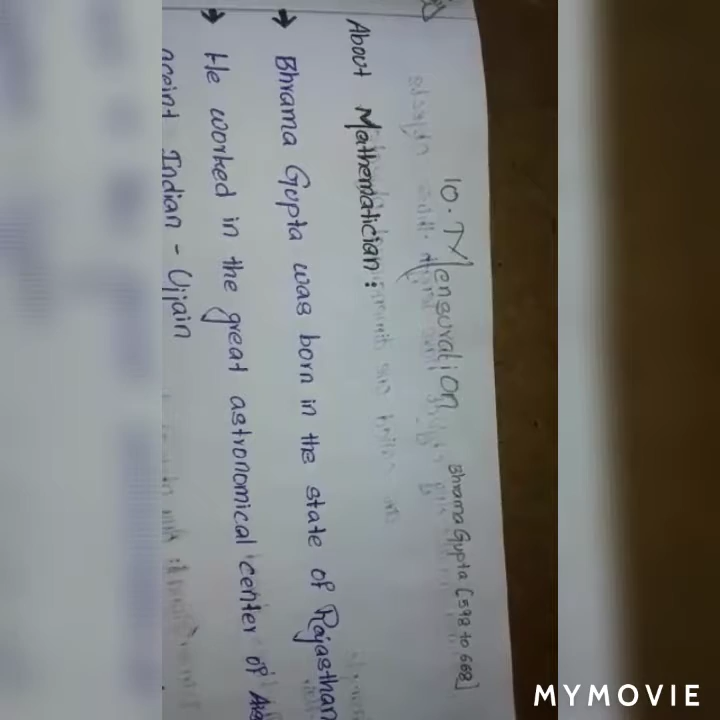 10. Mensuration
Bhrama Gupta [598 to 668]
About Mathematician:
→ Bhrama Gupta was born in the state of Rajasthan
→ He worked in the great astronomical center of
acoint Indian - Ujjain
MYMOVIE